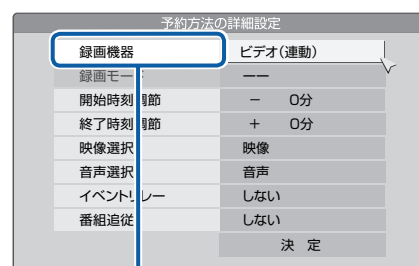 予約方法の詳細設定
録画機器 ビデオ(連動)
録画モード ーー
開始時刻調節 － 0分
終了時刻調節 ＋ 0分
映像選択 映像
音声選択 音声
イベントリレー しない
番組追従 しない
決 定